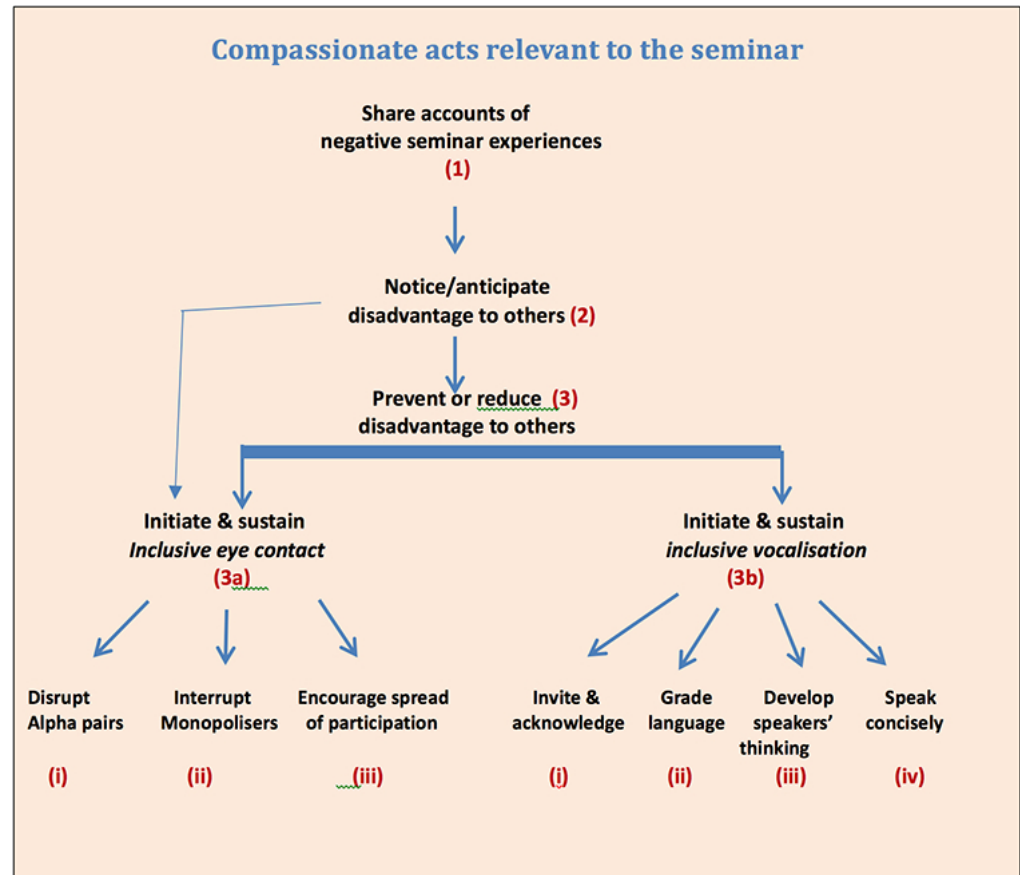 Compassionate acts relevant to the seminar
Share accounts of
negative seminar experiences
(1)
Notice/anticipate
disadvantage to others (2)
Prevent or reduce (3)
disadvantage to others
Initiate & sustain
Inclusive eye contact
(3a)
Initiate & sustain
inclusive vocalisation
(3b)
Disrupt
Alpha pairs
(i)
Interrupt
Monopolisers
(ii)
Encourage spread
of participation
(iii)
Invite &
acknowledge
(i)
Grade
language
(ii)
Develop
speakers’
thinking
(iii)
Speak
concisely
(iv)